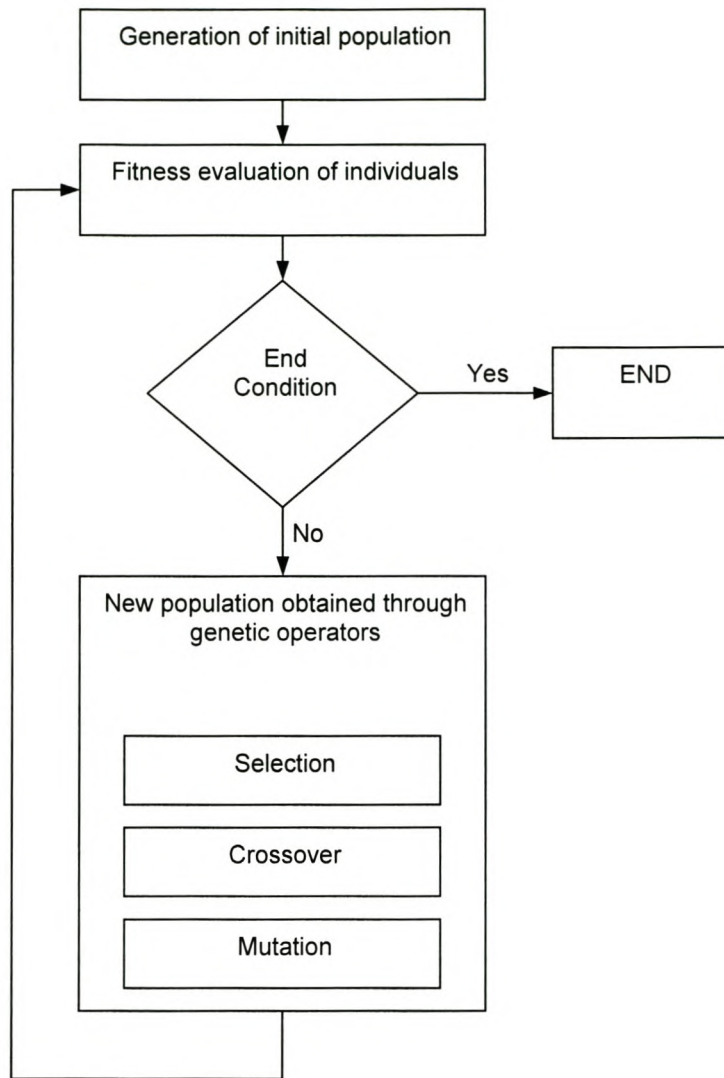 Generation of initial population
Fitness evaluation of individuals
End
Condition
Yes
END
No
New population obtained through
genetic operators
Selection
Crossover
Mutation